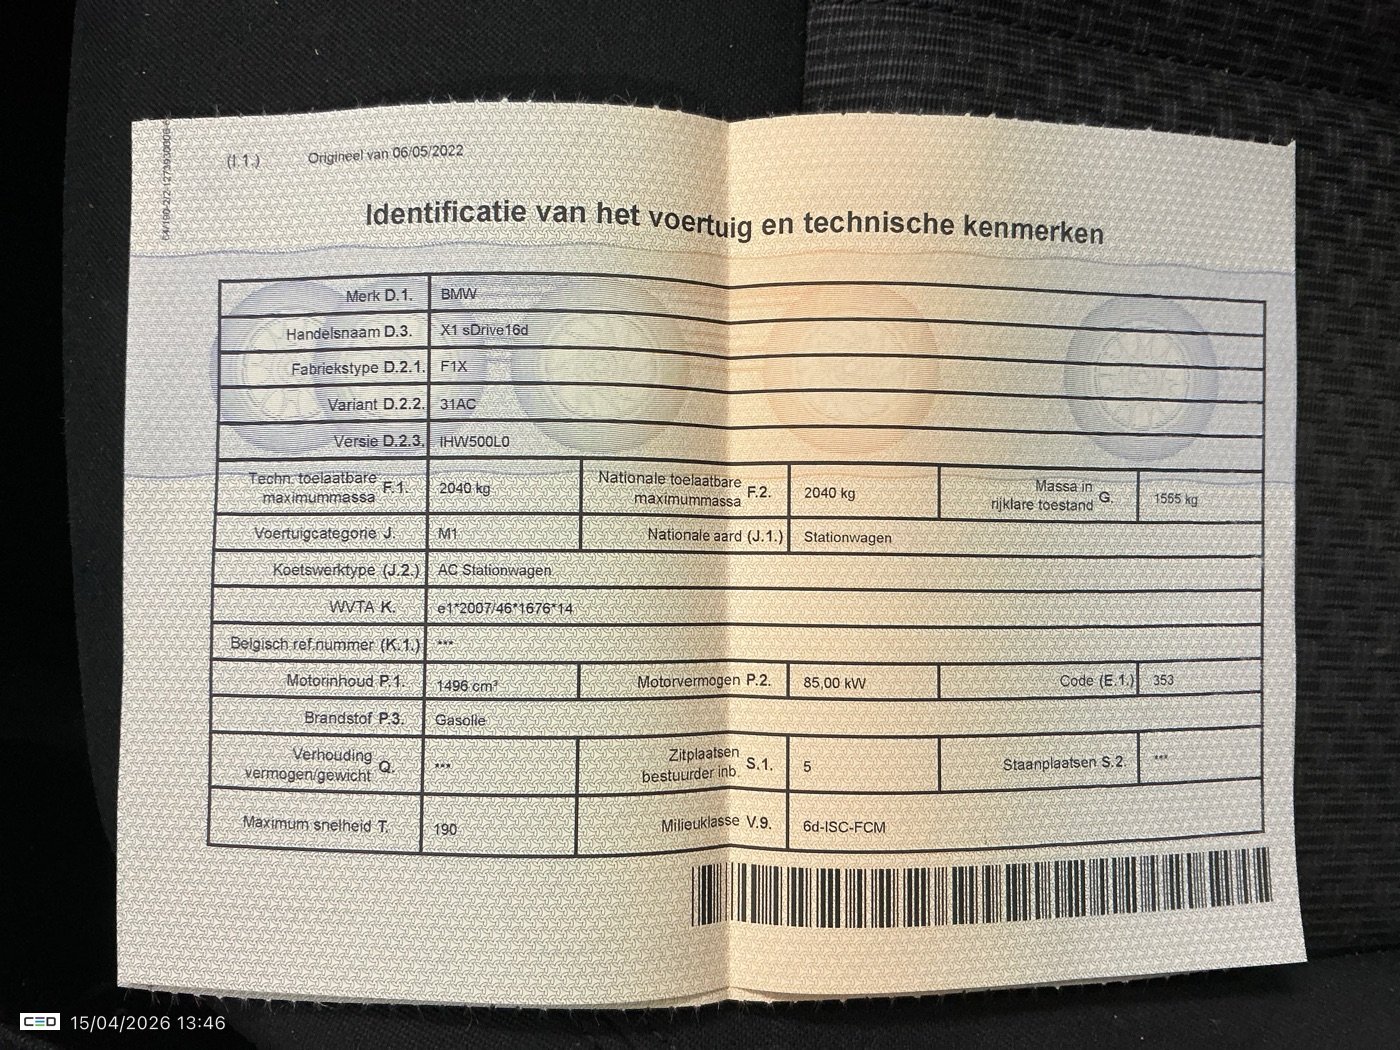 (I.1.) Origineel van 06/05/2022
Identificatie van het voertuig en technische kenmerken
Merk D.1. BMW
Handelsnaam D.3. X1 sDrive16d
Fabriekstype D.2.1. F1X
Variant D.2.2. 31AC
Versie D.2.3. IHW500L0
Techn. toelaatbare maximummassa F.1. 2040 kg Nationale toelaatbare maximummassa F.2. 2040 kg Massa in rijklare toestand G. 1555 kg
Voertuigcategorie J. M1 Nationale aard (J.1.) Stationwagen
Koetswerktype (J.2.) AC Stationwagen
WVTA K. e1*2007/46*1676*14
Belgisch ref.nummer (K.1.) ***
Motorinhoud P.1. 1496 cm³ Motorvermogen P.2. 85,00 kW Code (E.1.) 353
Brandstof P.3. Gasolie
Verhouding vermogen/gewicht Q. *** Zitplaatsen bestuurder inb. S.1. 5 Staanplaatsen S.2. ***
Maximum snelheid T. 190 Milieuklasse V.9. 6d-ISC-FCM
CED 15/04/2026 13:46